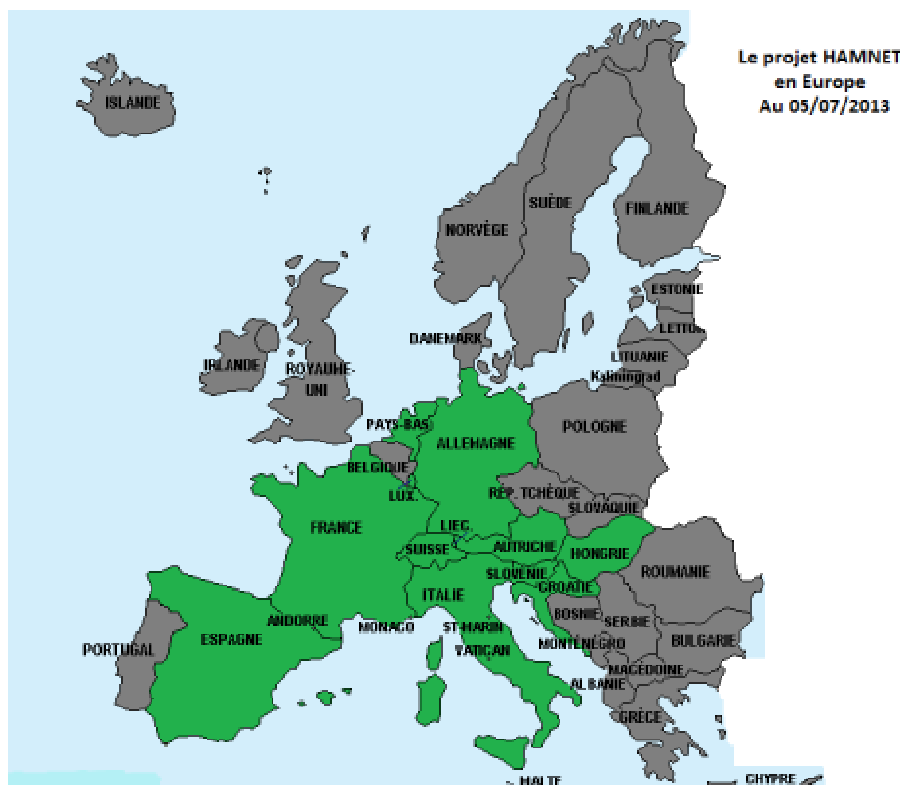 Le projet HAMNET
en Europe
Au 05/07/2013
ISLANDE
NORVÈGE
SUÈDE
FINLANDE
ESTONIE
LETTO
LITUANIE
Kaliningrad
DANEMARK
IRLANDE
ROYAUME-
UNI
PAYS-BAS
ALLEMAGNE
POLOGNE
BELGIQUE
LUX.
RÉP. TCHÈQUE
SLOVAQUIE
FRANCE
LIEC.
SUISSE
AUTRICHE
HONGRIE
SLOVÉNIE
CROATIE
ROUMANIE
ITALIE
BOSNIE
SERBIE
ANDORRE
MONACO
ST-MARIN
VATICAN
MONTÉNÉGRO
BULGARIE
PORTUGAL
ESPAGNE
MACEDOINE
ALBANIE
GRÈCE
MALTE
CHYPRE